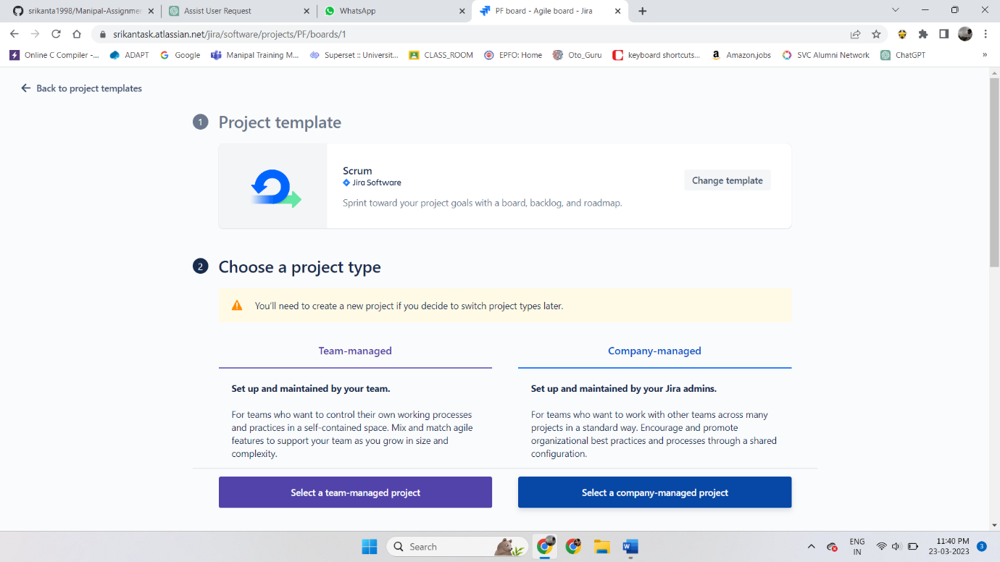 srikanta1998/Manipal-Assignmen
Assist User Request
WhatsApp
PF board - Agile board - Jira
srikantask.atlassian.net/jira/software/projects/PF/boards/1
Online C Compiler -...
ADAPT
Google
Manipal Training M...
Superset :: Universit...
CLASS_ROOM
EPFO: Home
Oto_Guru
keyboard shortcuts...
Amazon.jobs
SVC Alumni Network
ChatGPT
»
Back to project templates
1 Project template
Scrum
Jira Software
Change template
Sprint toward your project goals with a board, backlog, and roadmap.
2 Choose a project type
You'll need to create a new project if you decide to switch project types later.
Team-managed
Set up and maintained by your team.
For teams who want to control their own working processes
and practices in a self-contained space. Mix and match agile
features to support your team as you grow in size and
complexity.
Select a team-managed project
Company-managed
Set up and maintained by your Jira admins.
For teams who want to work with other teams across many
projects in a standard way. Encourage and promote
organizational best practices and processes through a shared
configuration.
Select a company-managed project
Search
ENG
IN
11:40 PM
23-03-2023
3